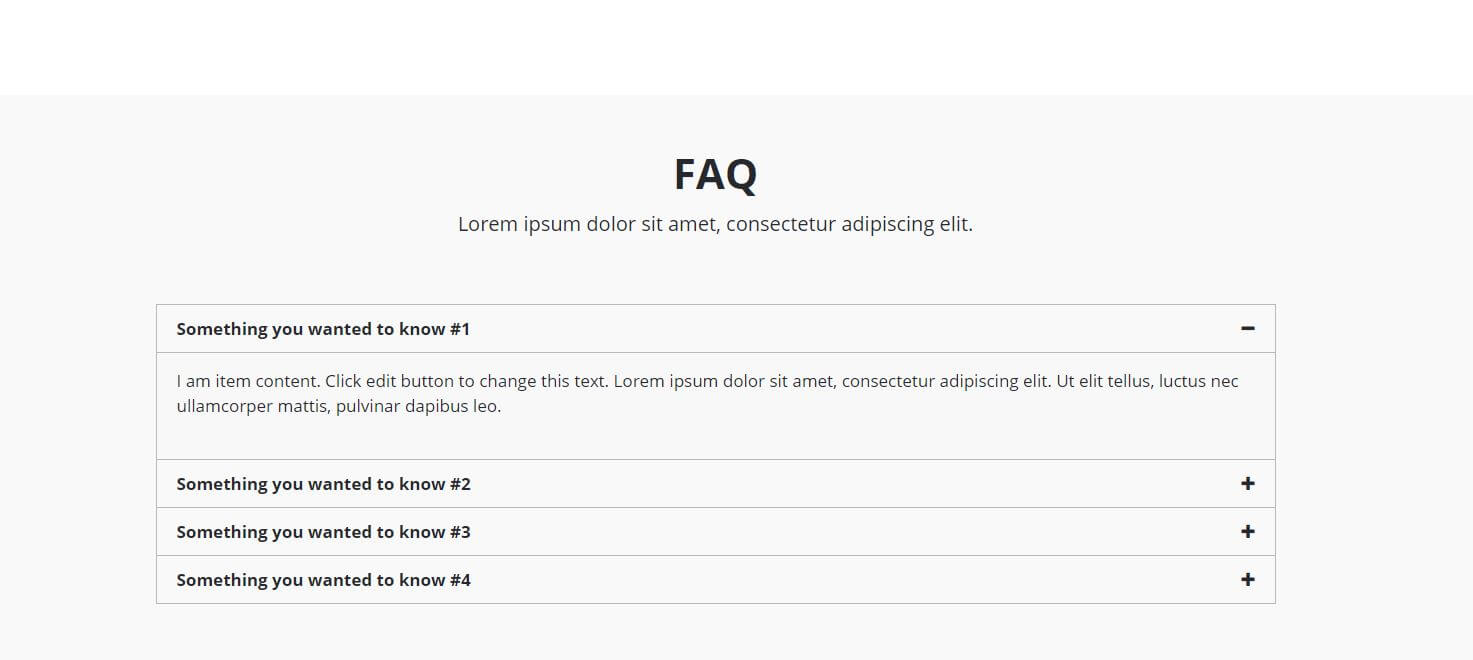 FAQ
Lorem ipsum dolor sit amet, consectetur adipiscing elit.
Something you wanted to know #1
I am item content. Click edit button to change this text. Lorem ipsum dolor sit amet, consectetur adipiscing elit. Ut elit tellus, luctus nec
ullamcorper mattis, pulvinar dapibus leo.
Something you wanted to know #2
Something you wanted to know #3
Something you wanted to know #4